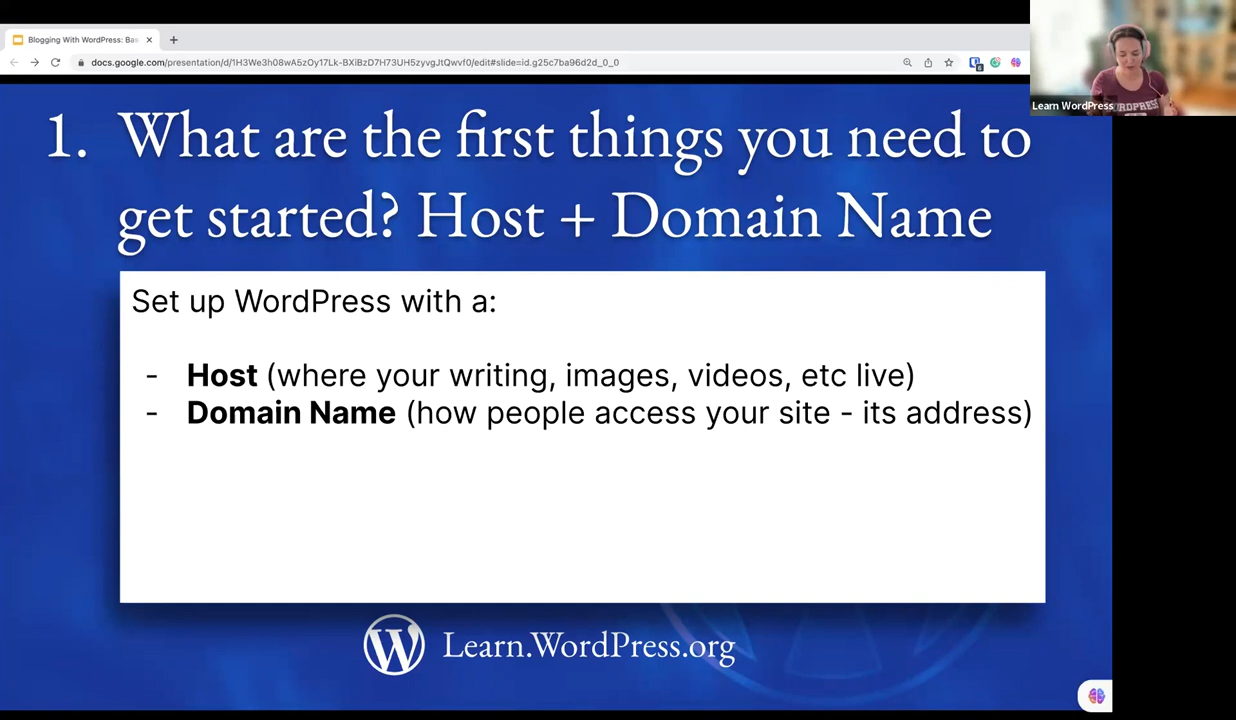 Blogging With WordPress: Bas
docs.google.com/presentation/d/1H3We3h08wA5zOy17Lk-BXiBzD7H73UH5zyvgJtQwvf0/edit#slide=id.g25c7ba96d2d_0_0
Learn WordPress
1. What are the first things you need to
get started? Host + Domain Name
Set up WordPress with a:
- Host (where your writing, images, videos, etc live)
- Domain Name (how people access your site - its address)
Learn.WordPress.org